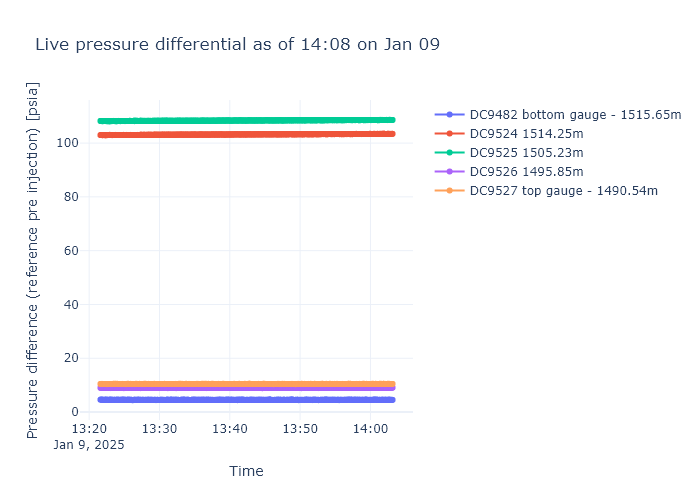 Live pressure differential as of 14:08 on Jan 09
Pressure difference (reference pre injection) [psia]
100
80
60
40
20
0
13:20
Jan 9, 2025
13:30
13:40
13:50
14:00
Time
DC9482 bottom gauge - 1515.65m
DC9524 1514.25m
DC9525 1505.23m
DC9526 1495.85m
DC9527 top gauge - 1490.54m